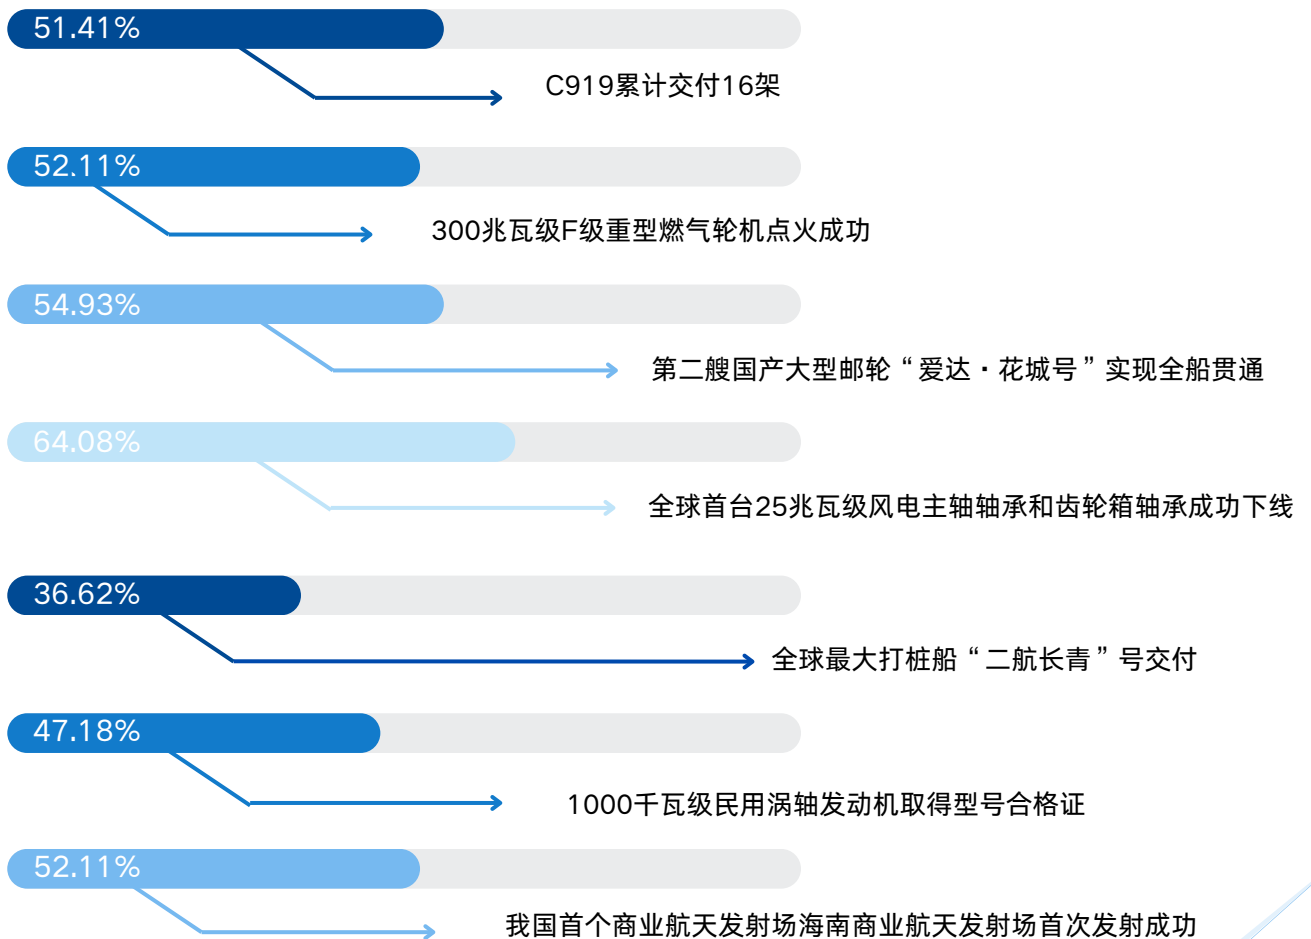 51.41%
C919累计交付16架
52.11%
300兆瓦级F级重型燃气轮机点火成功
54.93%
第二艘国产大型邮轮“爱达·花城号”实现全船贯通
64.08%
全球首台25兆瓦级风电主轴轴承和齿轮箱轴承成功下线
36.62%
全球最大打桩船“二航长青”号交付
47.18%
1000千瓦级民用涡轴发动机取得型号合格证
52.11%
我国首个商业航天发射场海南商业航天发射场首次发射成功